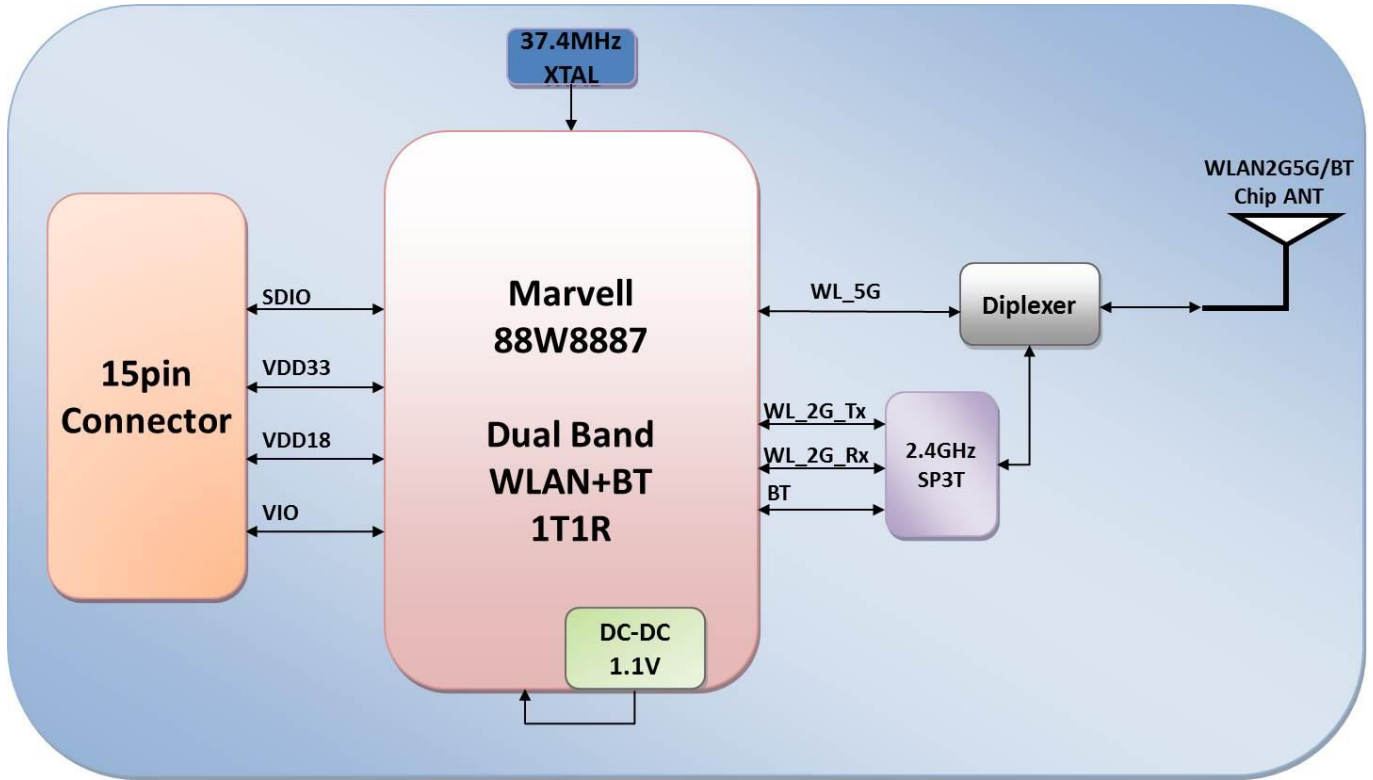 37.4MHz
XTAL
WLAN2G5G/BT
Chip ANT
15pin
Connector
SDIO
VDD33
VDD18
VIO
Marvell
88W8887
Dual Band
WLAN+BT
1T1R
DC-DC
1.1V
WL_5G
WL_2G_Tx
WL_2G_Rx
BT
Diplexer
2.4GHz
SP3T